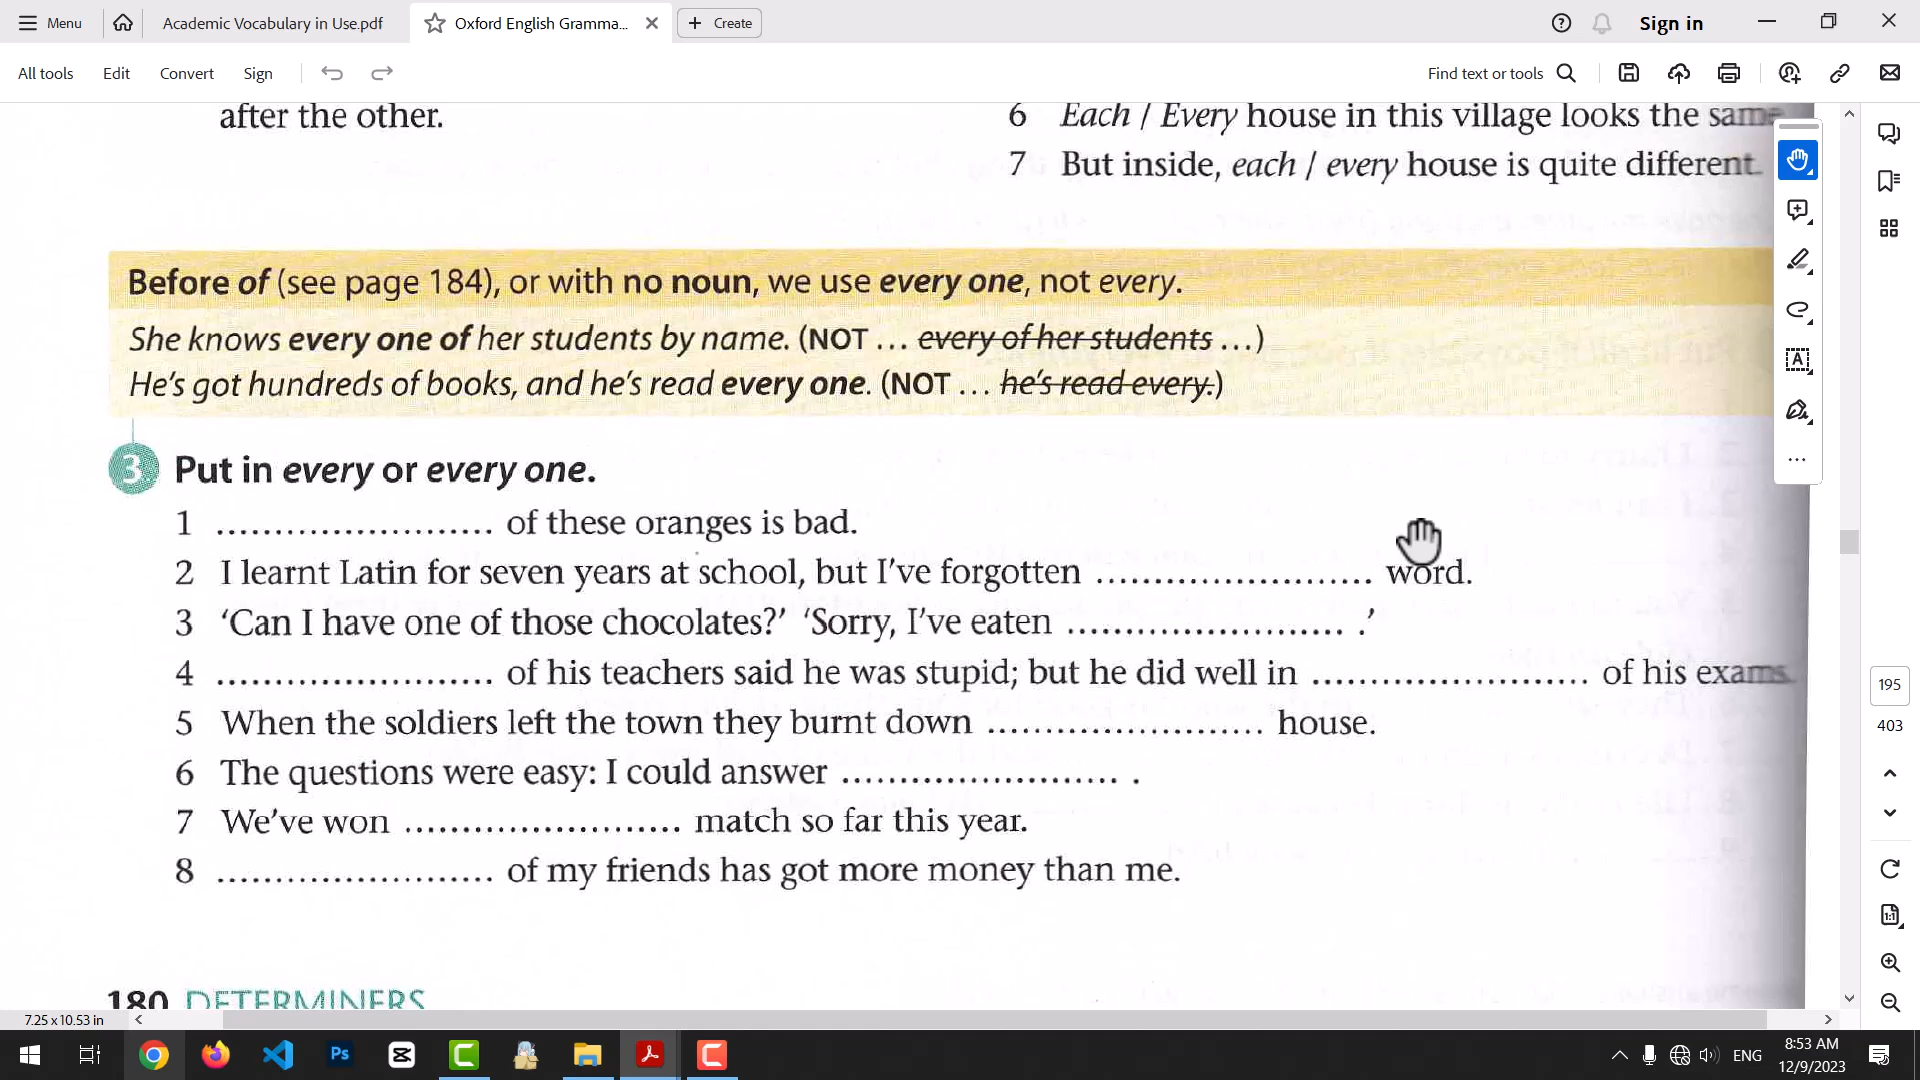 Menu
Academic Vocabulary in Use.pdf
Oxford English Gramma...
Create
Sign in
All tools
Edit
Convert
Sign
Find text or tools
after the other.
6 Each / Every house in this village looks the same
7 But inside, each / every house is quite different.
Before of (see page 184), or with no noun, we use every one, not every.
She knows every one of her students by name. (NOT … every of her students …)
He’s got hundreds of books, and he’s read every one. (NOT … he’s read every.)
3 Put in every or every one.
1 ........................ of these oranges is bad.
2 I learnt Latin for seven years at school, but I’ve forgotten ........................ word.
3 ‘Can I have one of those chocolates?’ ‘Sorry, I’ve eaten ........................ .’
4 ........................ of his teachers said he was stupid; but he did well in ........................ of his exams.
5 When the soldiers left the town they burnt down ........................ house.
6 The questions were easy: I could answer ........................ .
7 We’ve won ........................ match so far this year.
8 ........................ of my friends has got more money than me.
180 DETERMINERS
195
403
7.25 x 10.53 in
ENG
8:53 AM
12/9/2023